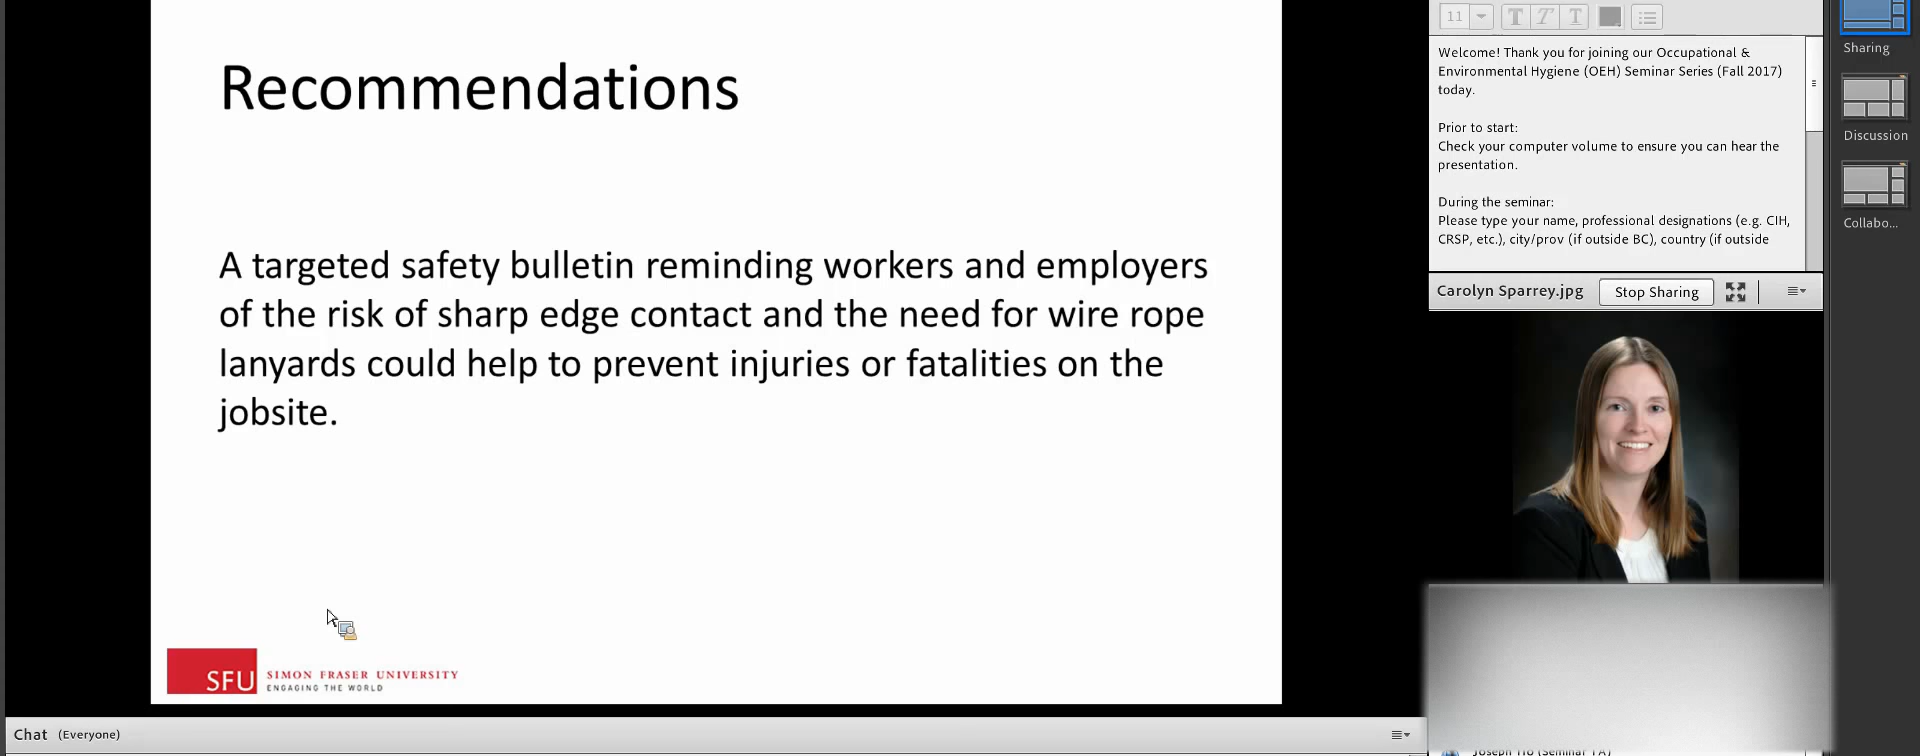 Recommendations
A targeted safety bulletin reminding workers and employers
of the risk of sharp edge contact and the need for wire rope
lanyards could help to prevent injuries or fatalities on the
jobsite.
SFU
SIMON FRASER UNIVERSITY
ENGAGING THE WORLD
Chat (Everyone)
11
T T T
Welcome! Thank you for joining our Occupational &
Environmental Hygiene (OEH) Seminar Series (Fall 2017)
today.
Prior to start:
Check your computer volume to ensure you can hear the
presentation.
During the seminar:
Please type your name, professional designations (e.g. CIH,
CRSP, etc.), city/prov (if outside BC), country (if outside
Carolyn Sparrey.jpg
Stop Sharing
Sharing
Discussion
Collabo...